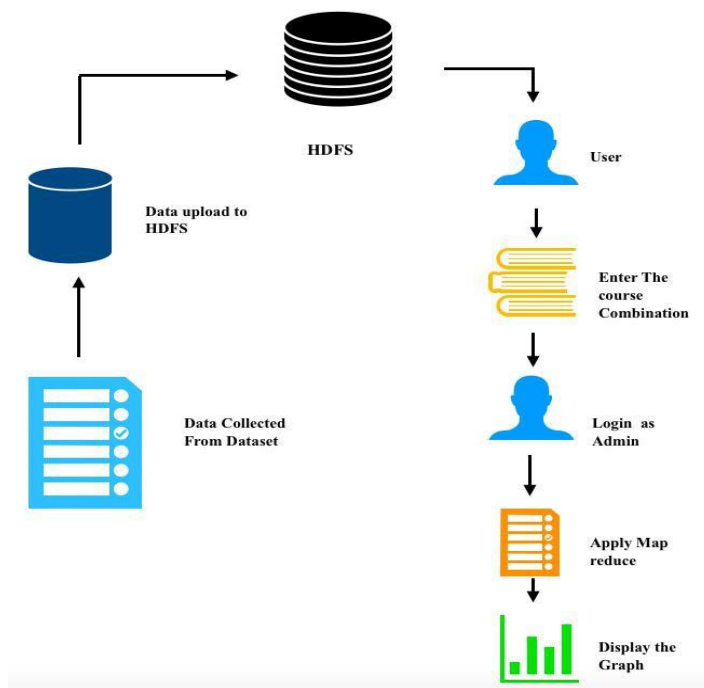 HDFS
User
Data upload to
HDFS
Enter The
course
Combination
Data Collected
From Dataset
Login as
Admin
Apply Map
reduce
Display the
Graph